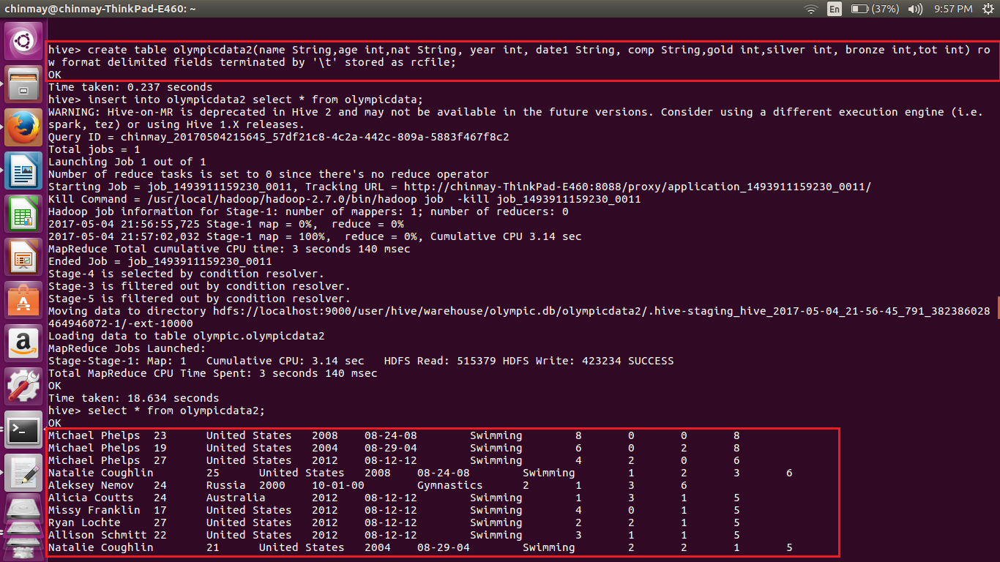 chinmay@chinmay-ThinkPad-E460: ~ En (37%) 9:57 PM
hive> create table olympicdata2(name String,age int,nat String, year int, date1 String, comp String,gold int,silver int, bronze int,tot int) ro
w format delimited fields terminated by '\t' stored as rcfile;
OK
Time taken: 0.237 seconds
hive> insert into olympicdata2 select * from olympicdata;
WARNING: Hive-on-MR is deprecated in Hive 2 and may not be available in the future versions. Consider using a different execution engine (i.e.
spark, tez) or using Hive 1.X releases.
Query ID = chinmay_20170504215645_57df21c8-4c2a-442c-809a-5883f467f8c2
Total jobs = 1
Launching Job 1 out of 1
Number of reduce tasks is set to 0 since there's no reduce operator
Starting Job = job_1493911159230_0011, Tracking URL = http://chinmay-ThinkPad-E460:8088/proxy/application_1493911159230_0011/
Kill Command = /usr/local/hadoop/hadoop-2.7.0/bin/hadoop job  -kill job_1493911159230_0011
Hadoop job information for Stage-1: number of mappers: 1; number of reducers: 0
2017-05-04 21:56:55,725 Stage-1 map = 0%,  reduce = 0%
2017-05-04 21:57:02,032 Stage-1 map = 100%,  reduce = 0%, Cumulative CPU 3.14 sec
MapReduce Total cumulative CPU time: 3 seconds 140 msec
Ended Job = job_1493911159230_0011
Stage-4 is selected by condition resolver.
Stage-3 is filtered out by condition resolver.
Stage-5 is filtered out by condition resolver.
Moving data to directory hdfs://localhost:9000/user/hive/warehouse/olympic.db/olympicdata2/.hive-staging_hive_2017-05-04_21-56-45_791_382386028
464946072-1/-ext-10000
Loading data to table olympic.olympicdata2
MapReduce Jobs Launched:
Stage-Stage-1: Map: 1   Cumulative CPU: 3.14 sec   HDFS Read: 515379 HDFS Write: 423234 SUCCESS
Total MapReduce CPU Time Spent: 3 seconds 140 msec
OK
Time taken: 18.634 seconds
hive> select * from olympicdata2;
OK
Michael Phelps  23      United States   2008    08-24-08        Swimming        8       0       0       8
Michael Phelps  19      United States   2004    08-29-04        Swimming        6       0       2       8
Michael Phelps  27      United States   2012    08-12-12        Swimming        4       2       0       6
Natalie Coughlin        25      United States   2008    08-24-08        Swimming        1       2       3       6
Aleksey Nemov   24      Russia  2000    10-01-00        Gymnastics      2       1       3       6
Alicia Coutts   24      Australia       2012    08-12-12        Swimming        1       3       1       5
Missy Franklin  17      United States   2012    08-12-12        Swimming        4       0       1       5
Ryan Lochte     27      United States   2012    08-12-12        Swimming        2       2       1       5
Allison Schmitt 22      United States   2012    08-12-12        Swimming        3       1       1       5
Natalie Coughlin        21      United States   2004    08-29-04        Swimming        2       2       1       5